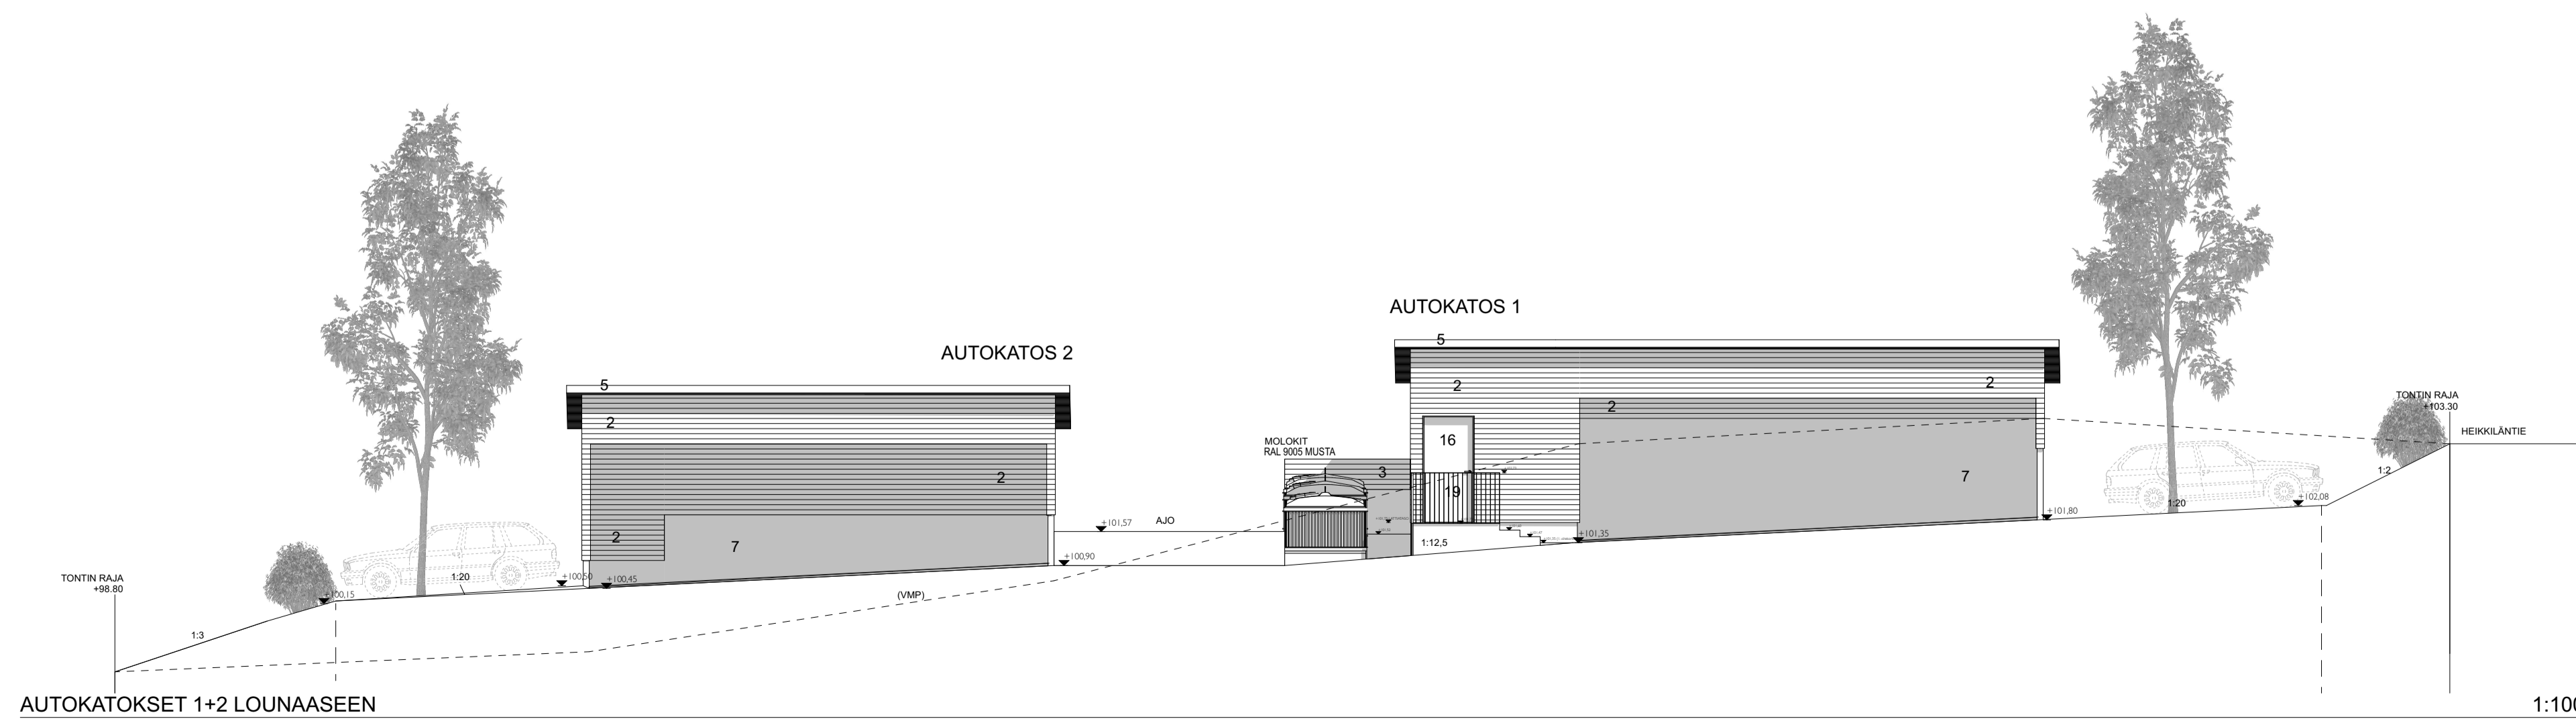 AUTOKATOS 1
5
2
2
2
16
19
3
7
MOLOKIT
RAL 9005 MUSTA
AUTOKATOS 2
5
2
2
2
7
TONTIN RAJA
+103.30
HEIKKILÄNTIE
1:2
+102,08
1:20
+101,80
+101,35
1:12,5
+101,57
AJO
+100,90
(VMP)
+100,50
+100,45
1:20
+100,15
TONTIN RAJA
+98.80
1:3
AUTOKATOKSET 1+2 LOUNAASEEN
1:100